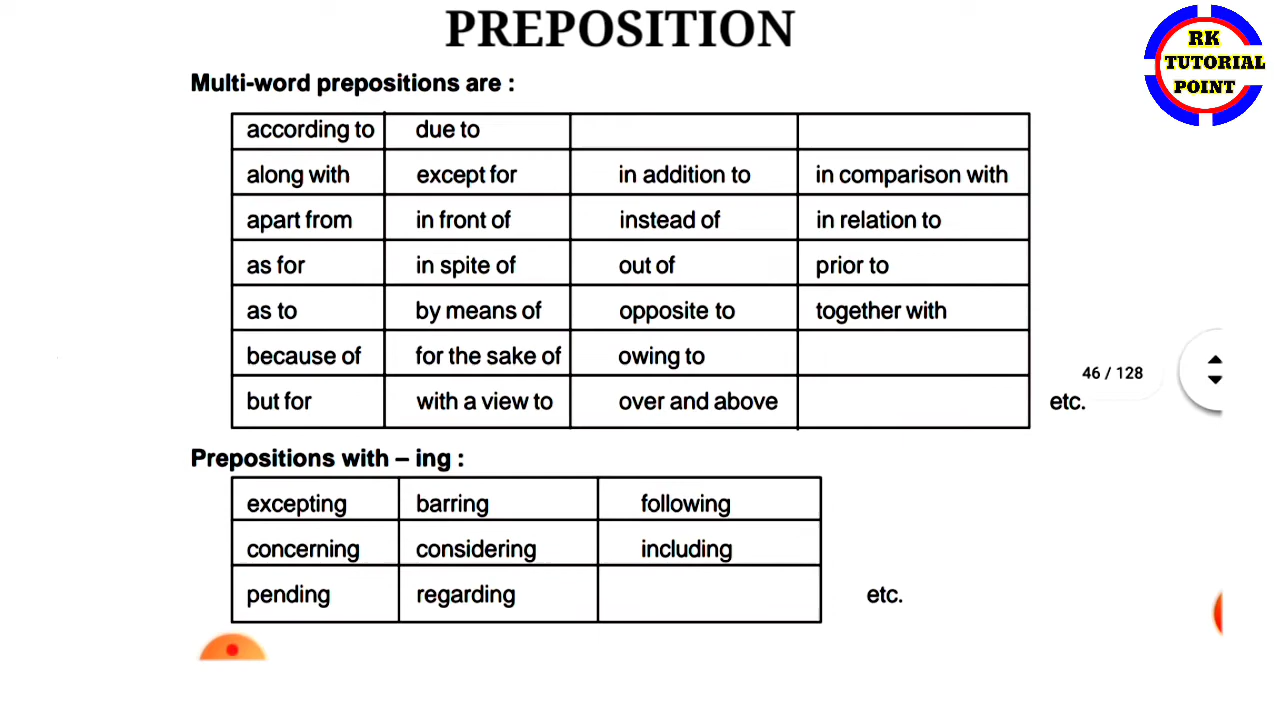 PREPOSITION
RK
TUTORIAL
POINT
Multi-word prepositions are :
according to due to
along with except for in addition to in comparison with
apart from in front of instead of in relation to
as for in spite of out of prior to
as to by means of opposite to together with
because of for the sake of owing to
46 / 128
but for with a view to over and above etc.
Prepositions with – ing :
excepting barring following
concerning considering including
pending regarding etc.